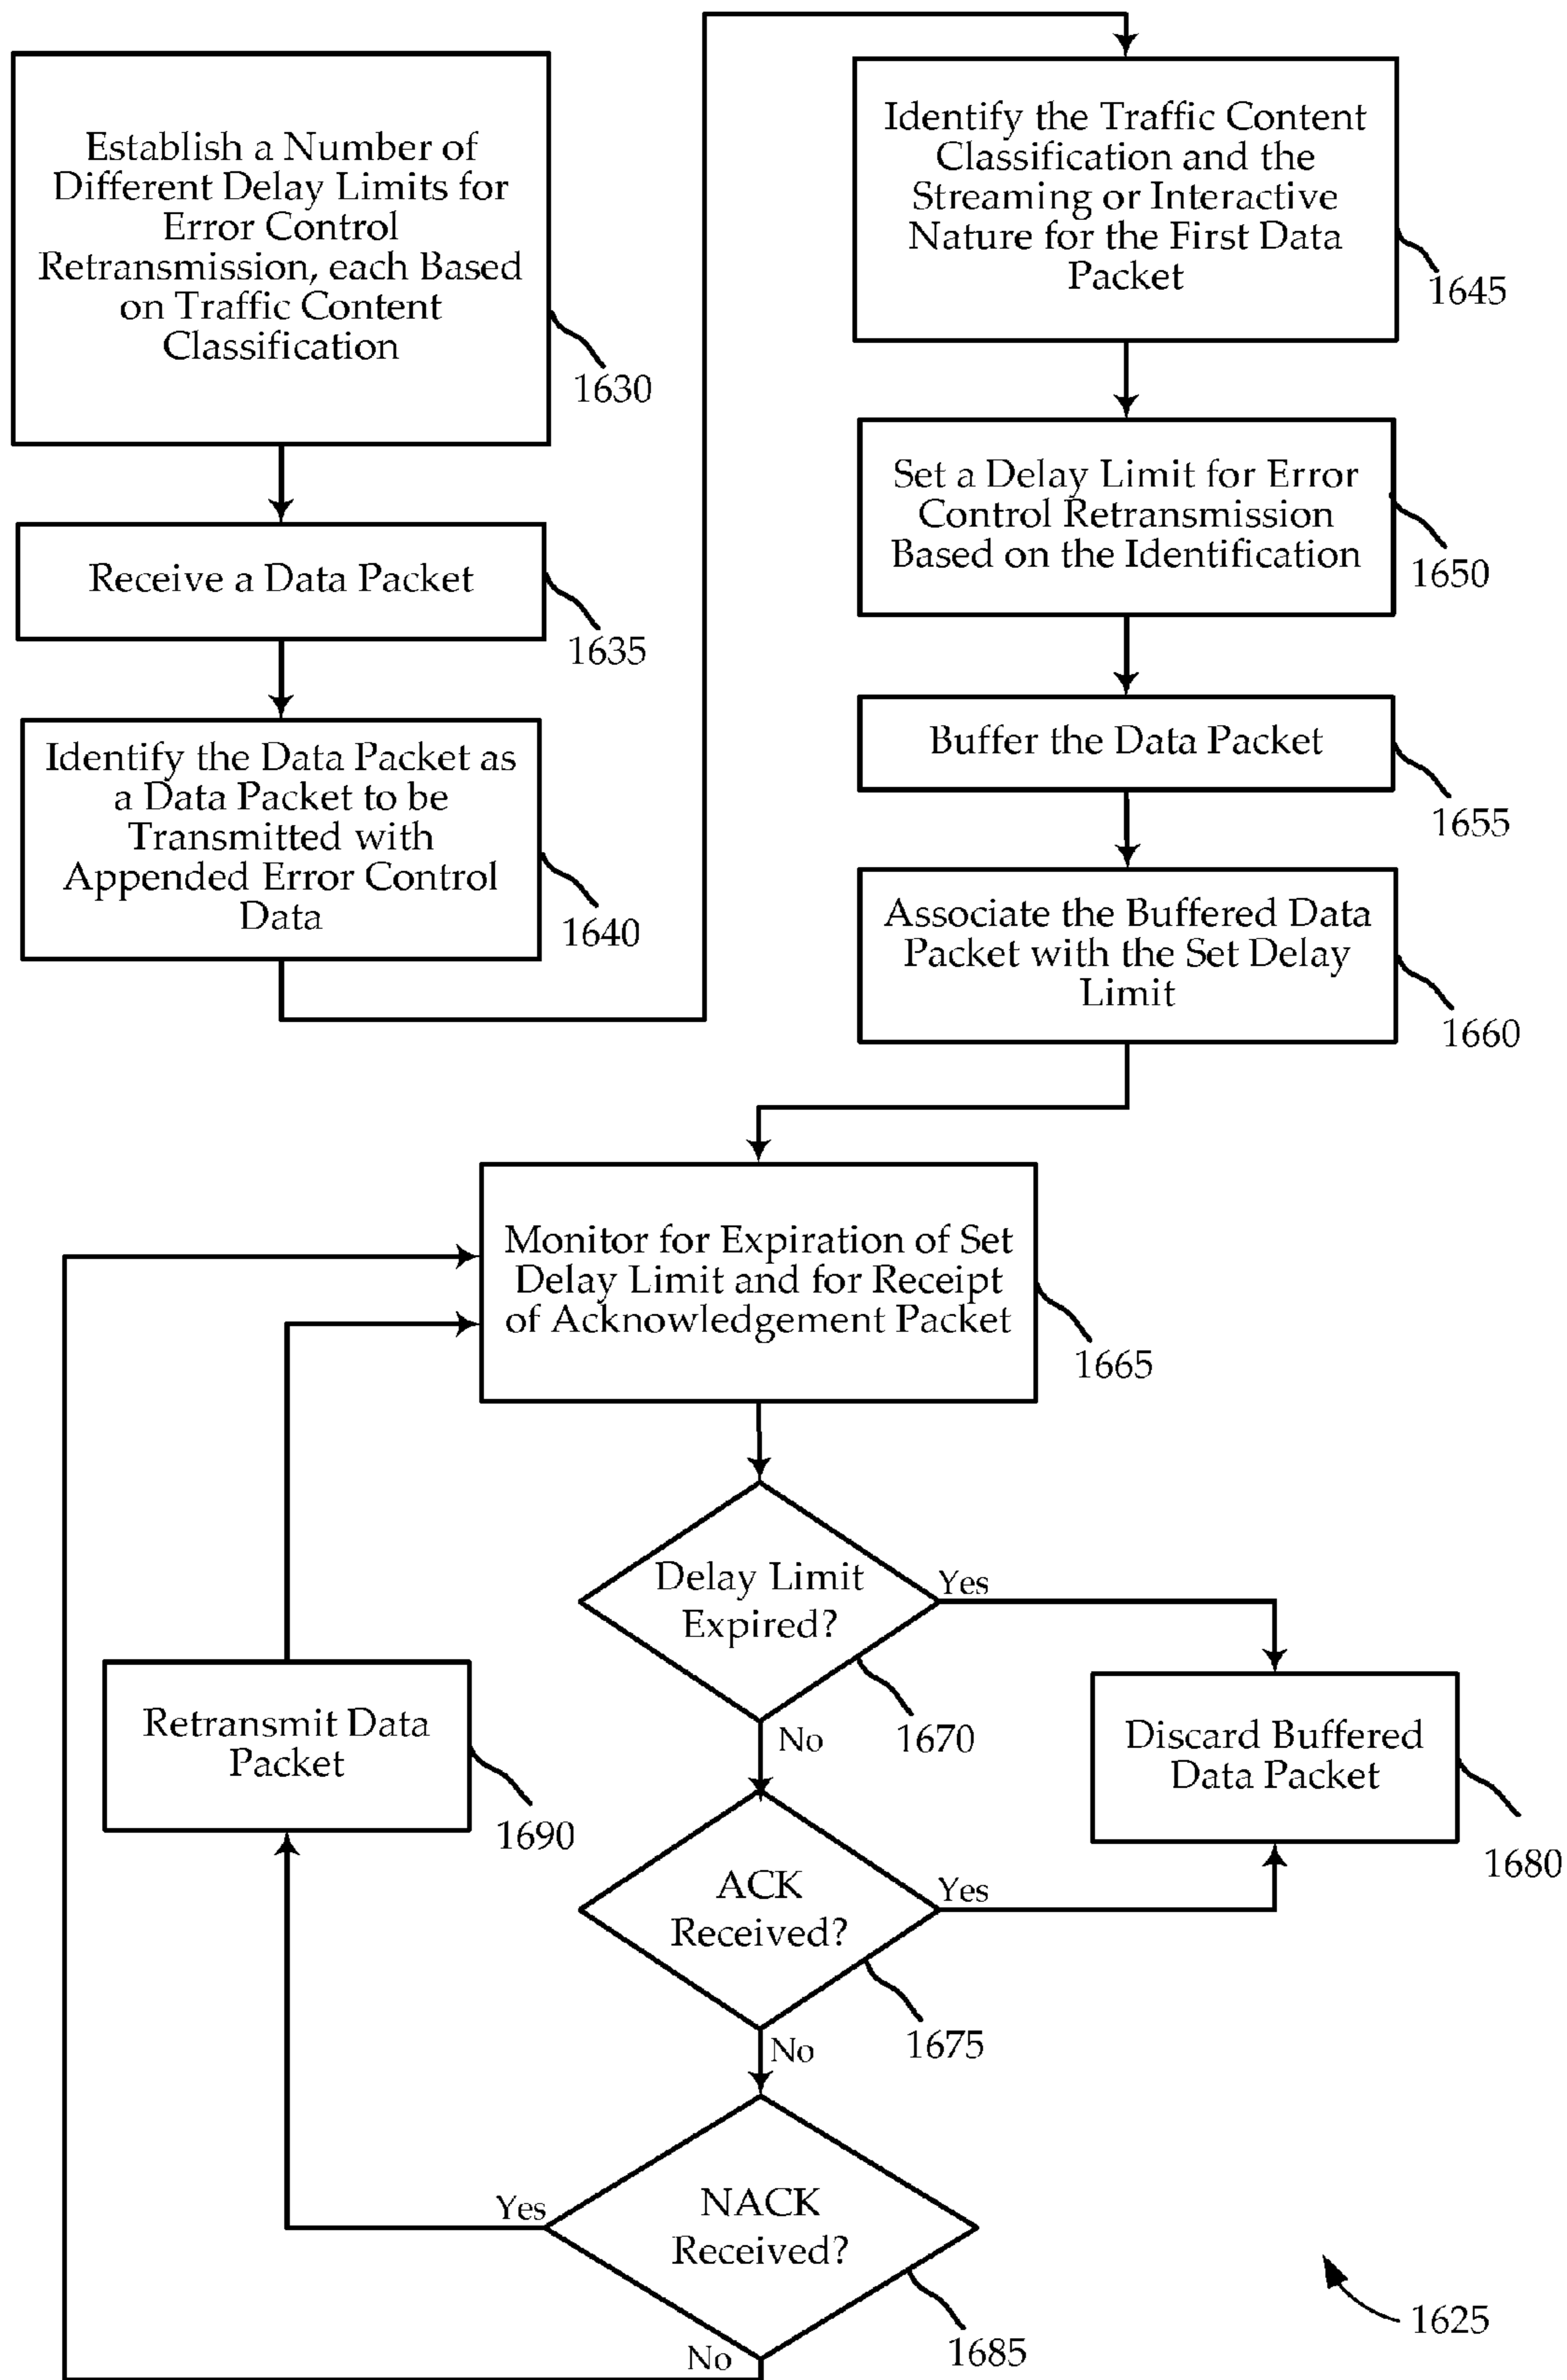 Establish a Number of
Different Delay Limits for
Error Control
Retransmission, each Based
on Traffic Content
Classification
1630
Receive a Data Packet
1635
Identify the Data Packet as
a Data Packet to be
Transmitted with
Appended Error Control
Data
1640
Identify the Traffic Content
Classification and the
Streaming or Interactive
Nature for the First Data
Packet
1645
Set a Delay Limit for Error
Control Retransmission
Based on the Identification
1650
Buffer the Data Packet
1655
Associate the Buffered Data
Packet with the Set Delay
Limit
1660
Monitor for Expiration of Set
Delay Limit and for Receipt
of Acknowledgement Packet
1665
Delay Limit
Expired?
Yes
No
1670
Retransmit Data
Packet
1690
Discard Buffered
Data Packet
1680
ACK
Received?
Yes
No
1675
NACK
Received?
Yes
No
1685
1625